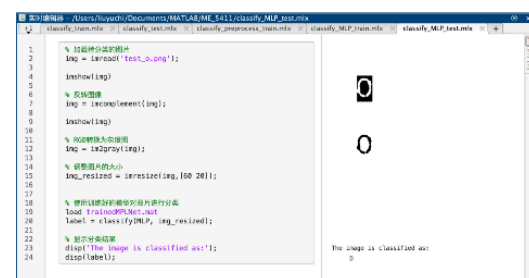 实时编辑器 - /Users/liuyuchi/Documents/MATLAB/ME_5411/classify_MLP_test.mlx
classify_train.mlx classify_test.mlx classify_preprocess_train.mlx classify_MLP_train.mlx classify_MLP_test.mlx +
1 % 加载待分类的图片
2 img = imread('test_o.png');
3
4 imshow(img)
5
6 % 反转图像
7 img = imcomplement(img);
8
9 imshow(img)
10
11 % RGB转换为灰度图
12 img = im2gray(img);
13
14 % 调整图片的大小
15 img_resized = imresize(img,[60 20]);
16
17
18 % 使用训练好的模型对图片进行分类
19 load trainedMPLNet.mat
20 label = classify(MLP, img_resized);
21
22 % 显示分类结果
23 disp('The image is classified as:');
24 disp(label);
O
O
The image is classified as: